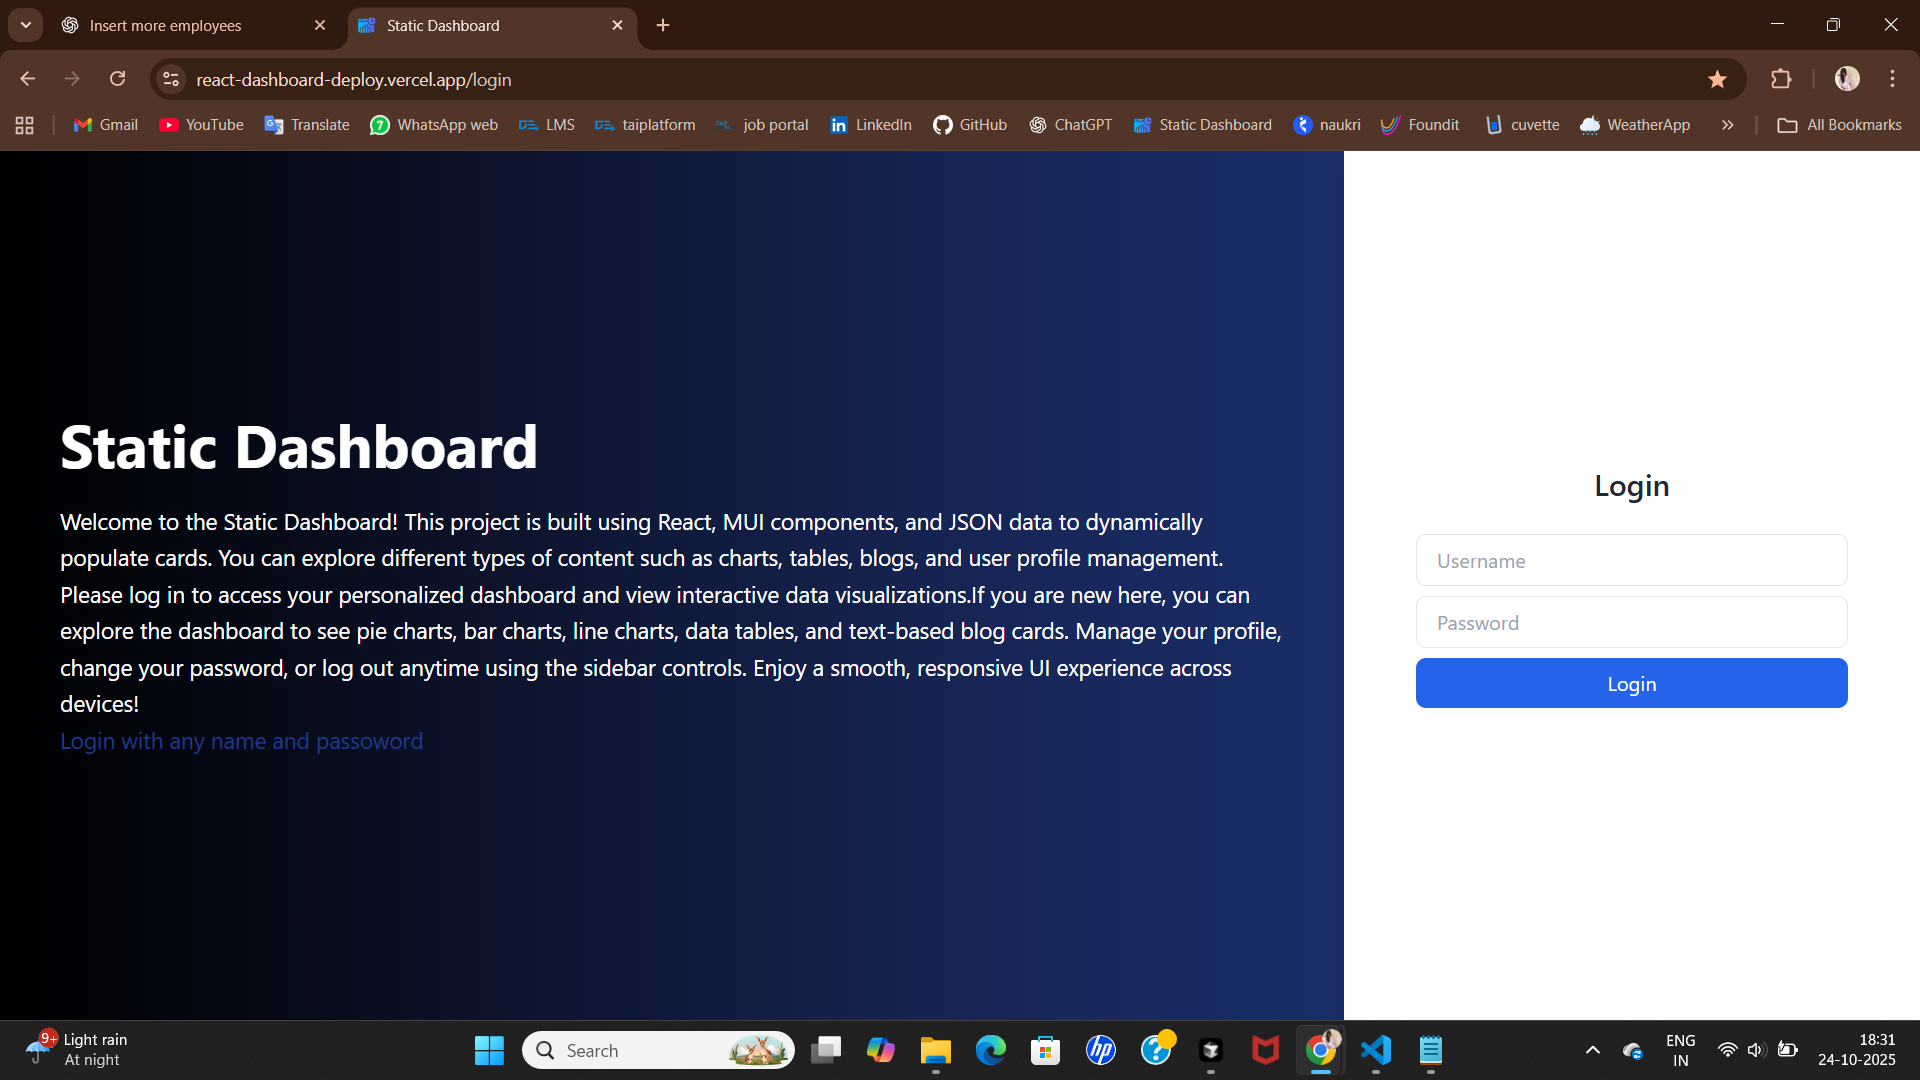 Insert more employees
Static Dashboard
react-dashboard-deploy.vercel.app/login
Gmail
YouTube
Translate
WhatsApp web
LMS
taiplatform
job portal
LinkedIn
GitHub
ChatGPT
Static Dashboard
naukri
Foundit
cuvette
WeatherApp
All Bookmarks
Static Dashboard
Welcome to the Static Dashboard! This project is built using React, MUI components, and JSON data to dynamically
populate cards. You can explore different types of content such as charts, tables, blogs, and user profile management.
Please log in to access your personalized dashboard and view interactive data visualizations.If you are new here, you can
explore the dashboard to see pie charts, bar charts, line charts, data tables, and text-based blog cards. Manage your profile,
change your password, or log out anytime using the sidebar controls. Enjoy a smooth, responsive UI experience across
devices!
Login with any name and passoword
Login
Username
Password
Login
9+
Light rain
At night
Search
hp
ENG
IN
18:31
24-10-2025